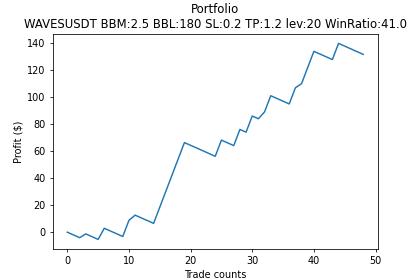 Portfolio
WAVESUSDT BBM:2.5 BBL:180 SL:0.2 TP:1.2 lev:20 WinRatio:41.0
140
120
100
80
60
40
20
0
Profit ($)
0 10 20 30 40 50
Trade counts